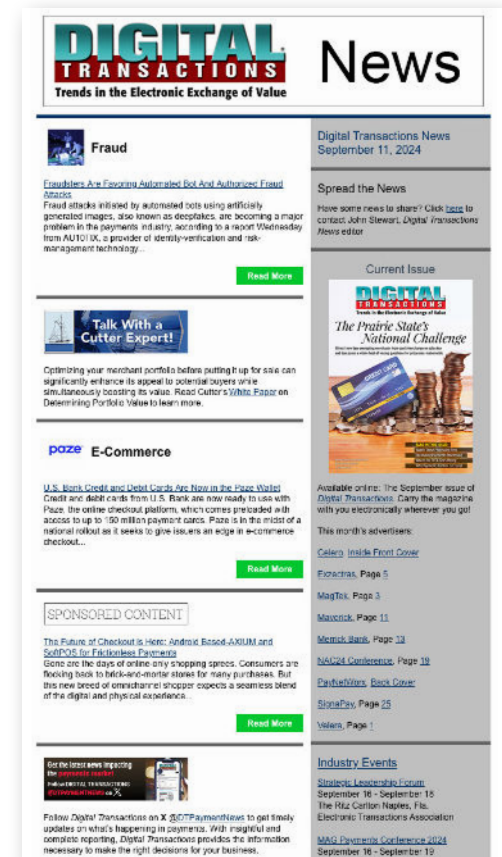 DIGITAL
TRANSACTIONS
Trends in the Electronic Exchange of Value
News
Fraud
Fraudsters Are Favoring Automated Bot And Authorized Fraud
Attacks
Fraud attacks initiated by automated bots using artificially
generated images, also known as deepfakes, are becoming a major
problem in the payments industry, according to a report Wednesday
from AU10TIX, a provider of identity-verification and risk-
management technology...
Read More
Talk With a
Cutter Expert!
Optimizing your merchant portfolio before putting it up for sale can
significantly enhance its appeal to potential buyers while
simultaneously boosting its value. Read Cutter's White Paper on
Determining Portfolio Value to learn more.
paze
E-Commerce
U.S. Bank Credit and Debit Cards Are Now in the Paze Wallet
Credit and debit cards from U.S. Bank are now ready to use with
Paze, the online checkout platform, which comes preloaded with
access to up to 150 million payment cards. Paze is in the midst of a
national rollout as it seeks to give issuers an edge in e-commerce
checkout...
Read More
SPONSORED CONTENT
The Future of Checkout is Here: Android Based-AXIUM and
SoftPOS for Frictionless Payments
Gone are the days of online-only shopping sprees. Consumers are
flocking back to brick-and-mortar stores for many purchases. But
this new breed of omnichannel shopper expects a seamless blend
of the digital and physical experience...
Read More
Get the latest news impacting
the payments market
Follow DIGITAL TRANSACTIONS
@DTPAYMENTNEWS on X
Follow Digital Transactions on X @DTPaymentNews to get timely
updates on what's happening in payments. With insightful and
complete reporting, Digital Transactions provides the information
necessary to make the right decisions for your business.
Digital Transactions News
September 11, 2024
Spread the News
Have some news to share? Click here to
contact John Stewart, Digital Transactions
News editor
Current Issue
DIGITAL
TRANSACTIONS
Trends in the Electronic Exchange of Value
The Prairie State's
National Challenge
CREDIT CARD
Available online: The September issue of
Digital Transactions. Carry the magazine
with you electronically wherever you go!
This month's advertisers:
Celero, Inside Front Cover
Exzactras, Page 5
MagTek, Page 3
Maverick, Page 11
Merrick Bank, Page 13
NAC24 Conference, Page 19
PayNetWorx, Back Cover
SignaPay, Page 25
Valera, Page 1
Industry Events
Strategic Leadership Forum
September 16 - September 18
The Ritz Carlton Naples, Fla.
Electronic Transactions Association
MAG Payments Conference 2024
September 16 - September 19